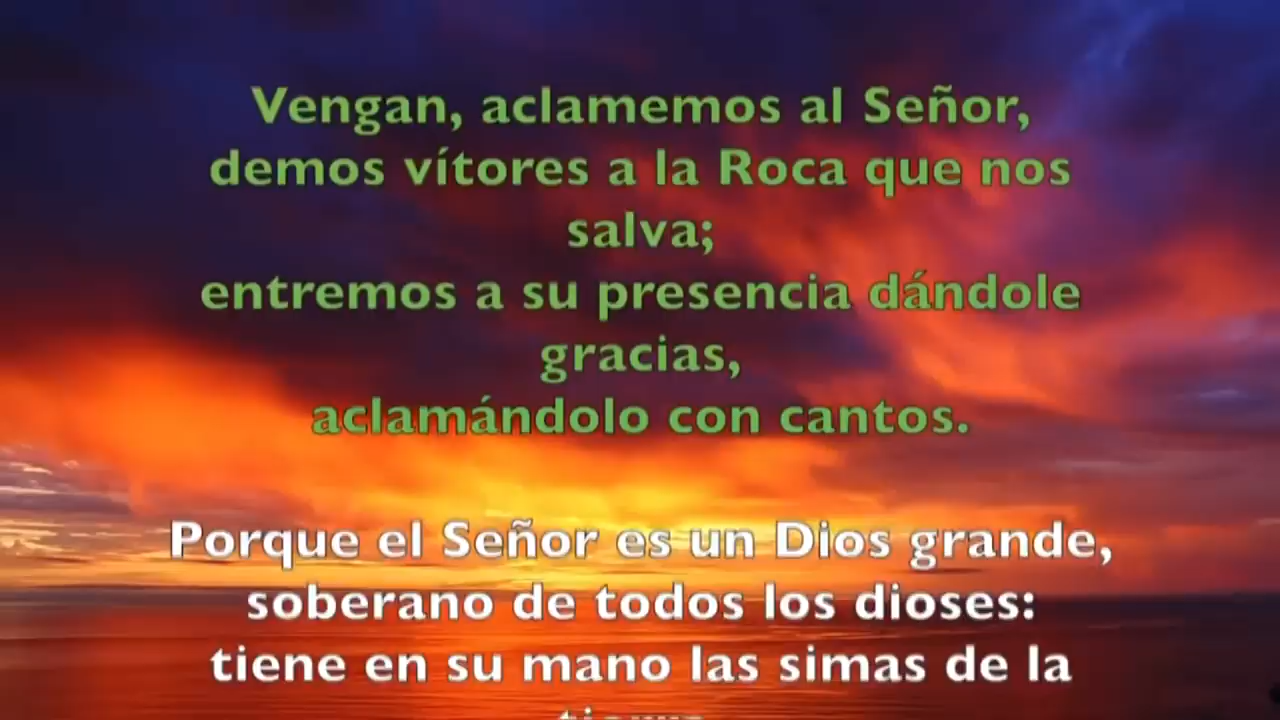 Vengan, aclamemos al Señor,
demos vítores a la Roca que nos
salva;
entremos a su presencia dándole
gracias,
aclamándolo con cantos.
Porque el Señor es un Dios grande,
soberano de todos los dioses:
tiene en su mano las simas de la